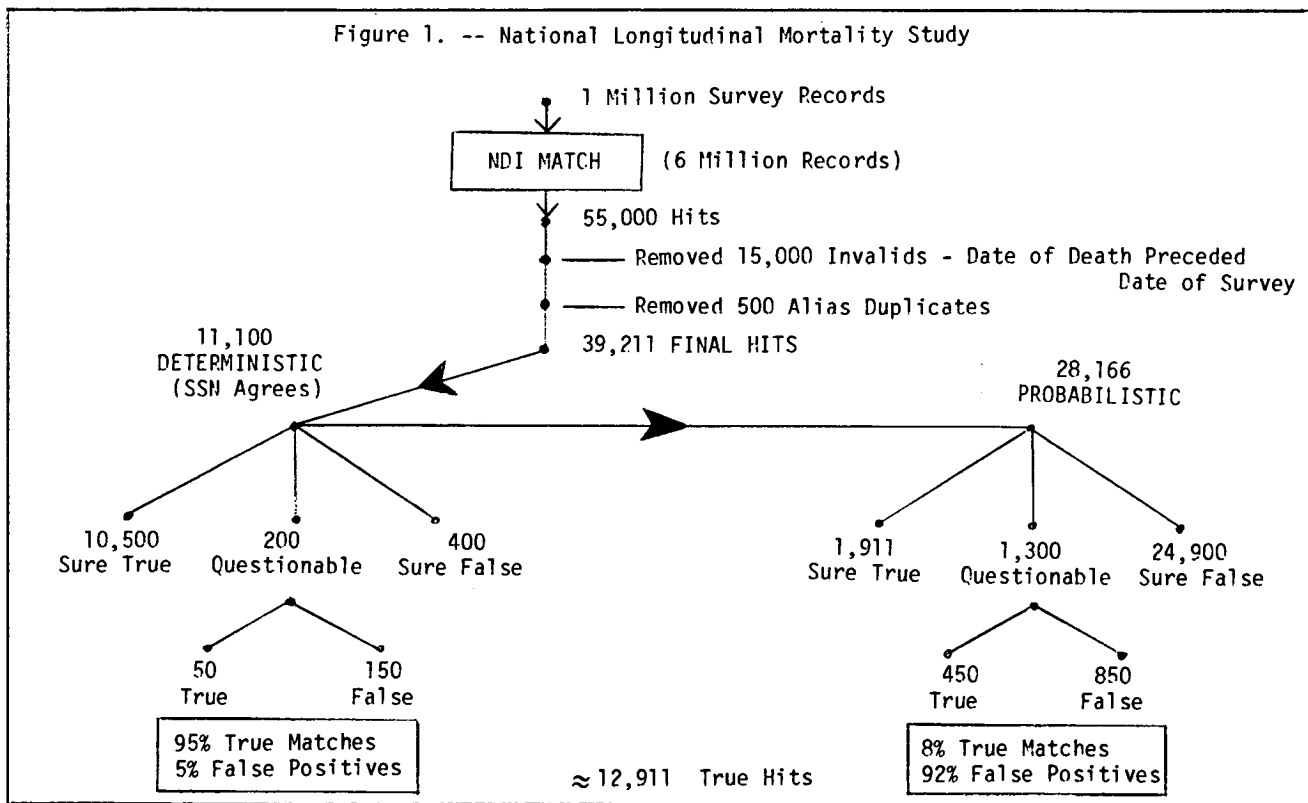 Figure 1. -- National Longitudinal Mortality Study
1 Million Survey Records
NDI MATCH (6 Million Records)
55,000 Hits
Removed 15,000 Invalids - Date of Death Preceded
Date of Survey
Removed 500 Alias Duplicates
39,211 FINAL HITS
11,100
DETERMINISTIC
(SSN Agrees)
28,166
PROBABILISTIC
10,500
Sure True
200
Questionable
400
Sure False
1,911
Sure True
1,300
Questionable
24,900
Sure False
50
True
150
False
450
True
850
False
95% True Matches
5% False Positives
8% True Matches
92% False Positives
≈ 12,911 True Hits